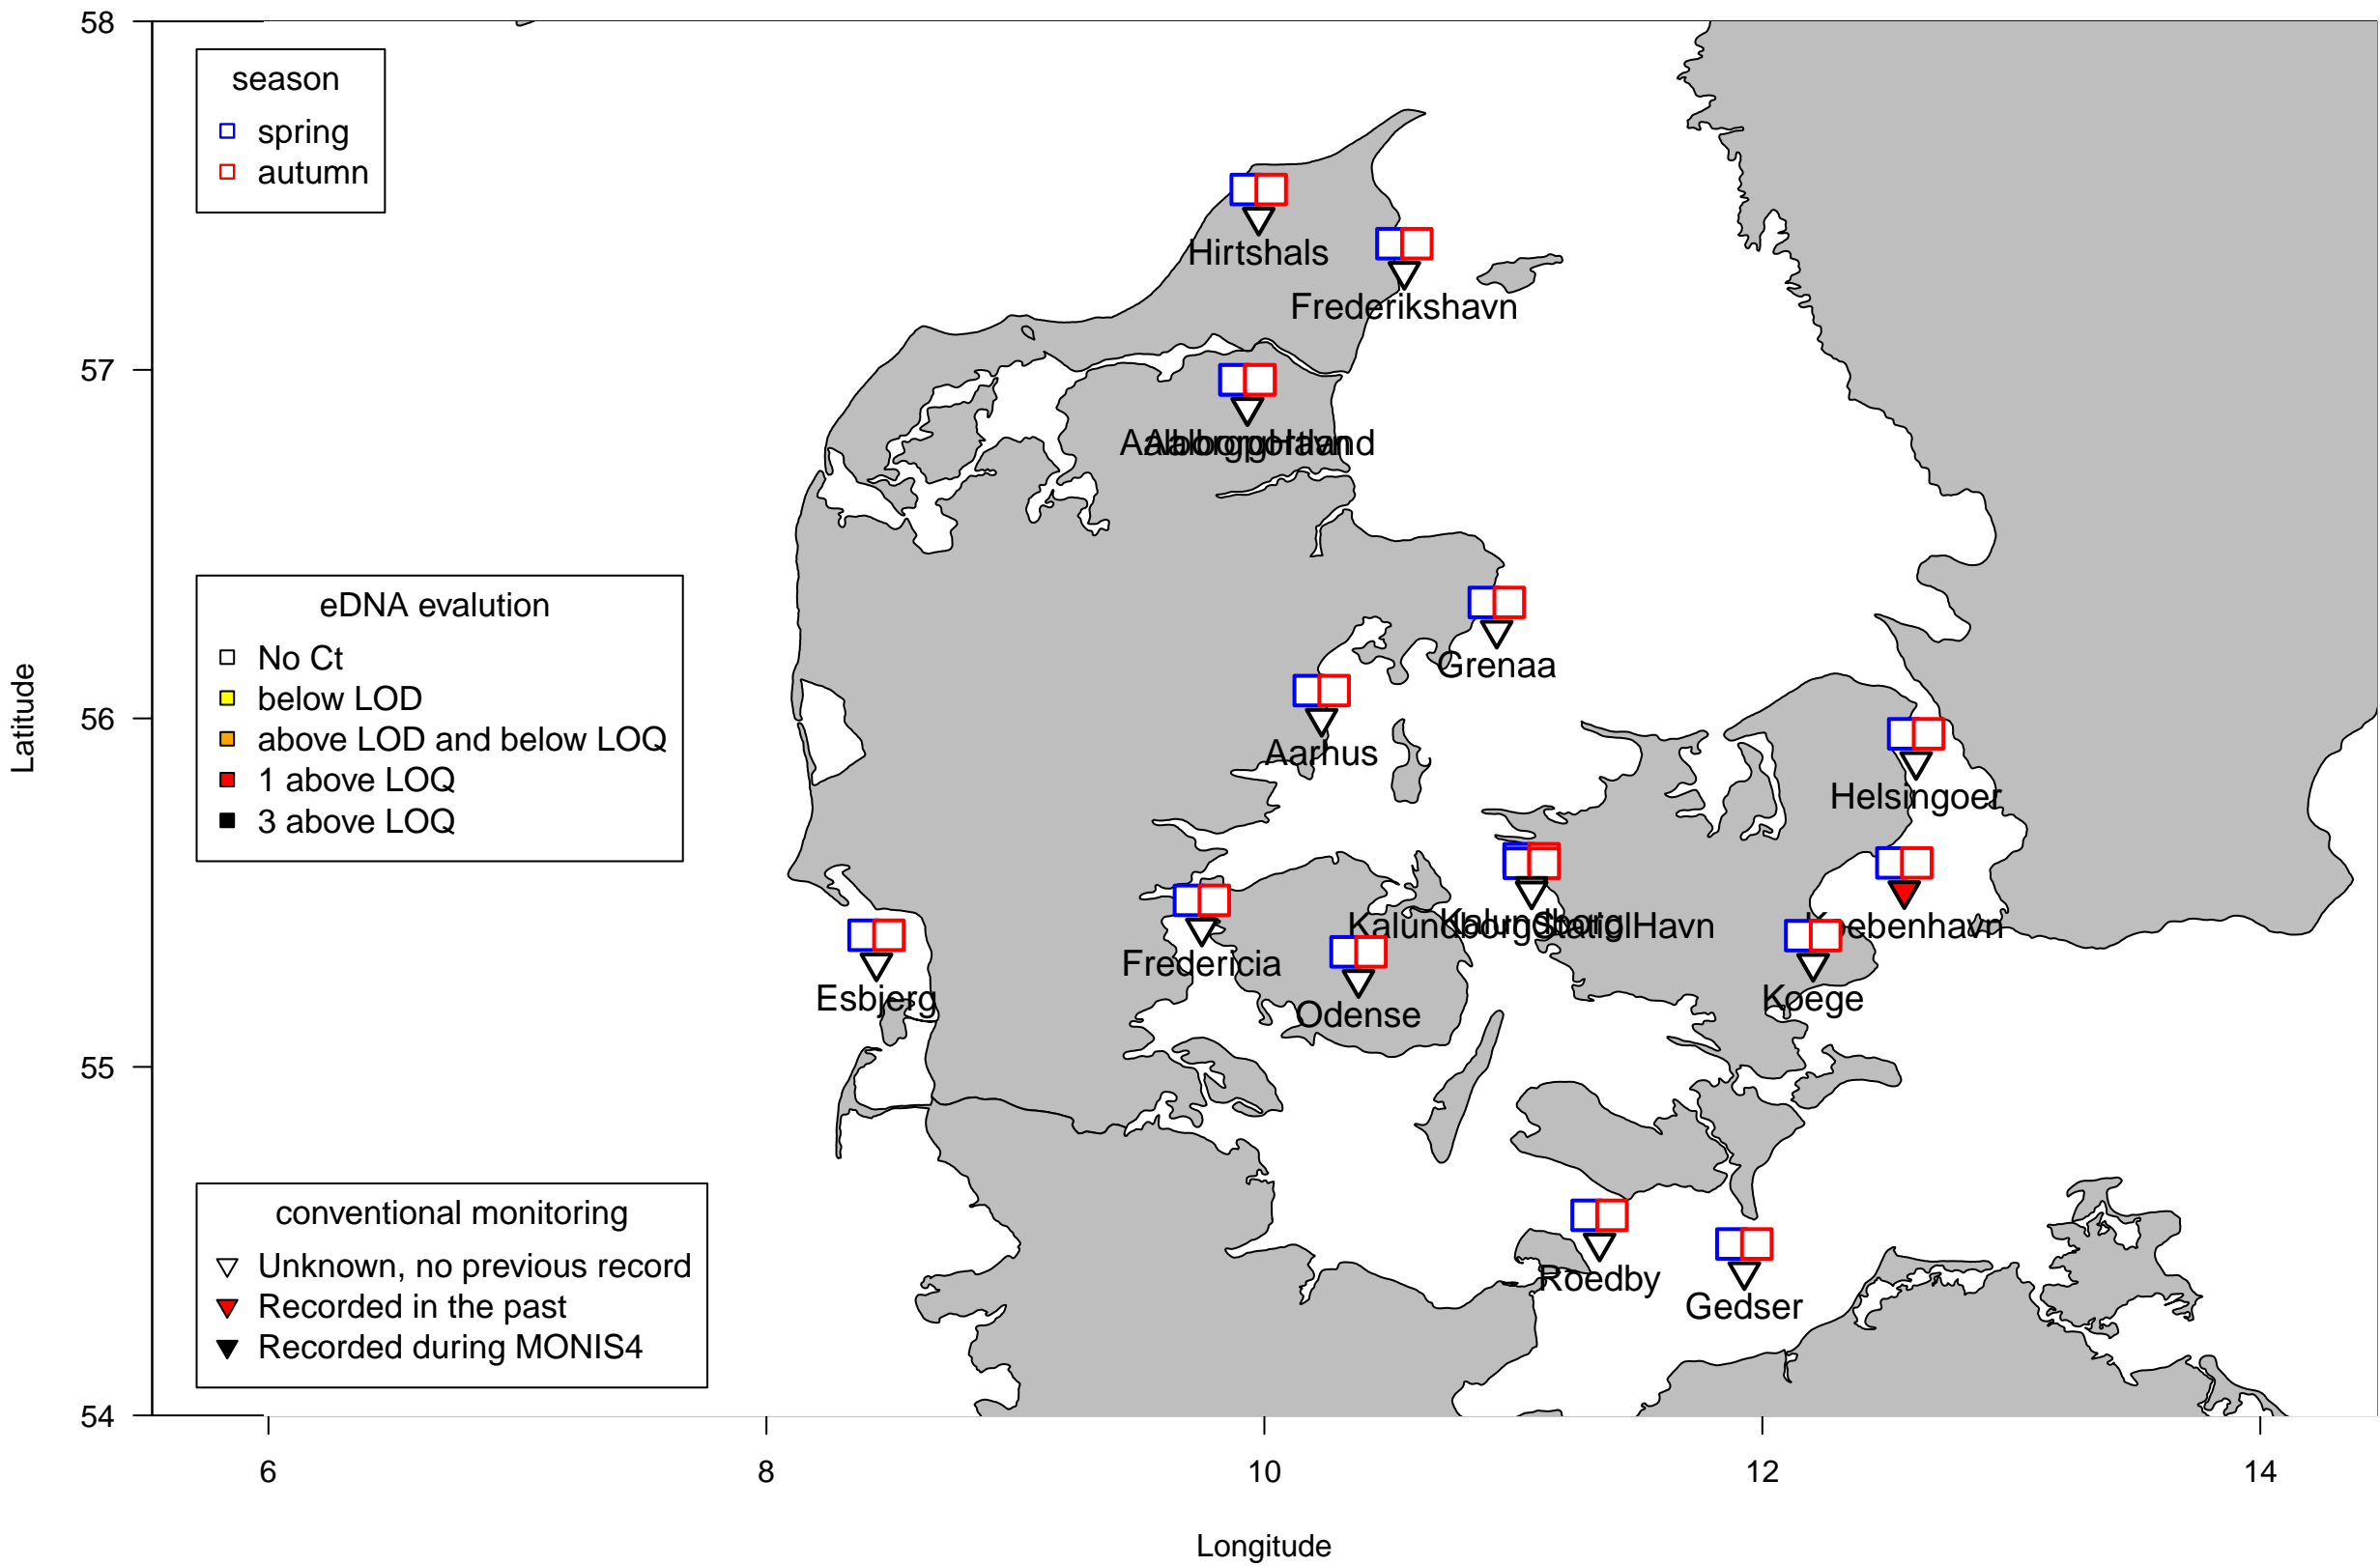 58
57
56
55
54
Latitude
season
spring
autumn
eDNA evalution
No Ct
below LOD
above LOD and below LOQ
1 above LOQ
3 above LOQ
conventional monitoring
Unknown, no previous record
Recorded in the past
Recorded during MONIS4
Hirtshals
Frederikshavn
Grenaa
Aarhus
Helsingoer
Fredericia
Esbjerg
Odense
Koege
Roedby
Gedser
6 8 10 12 14
Longitude